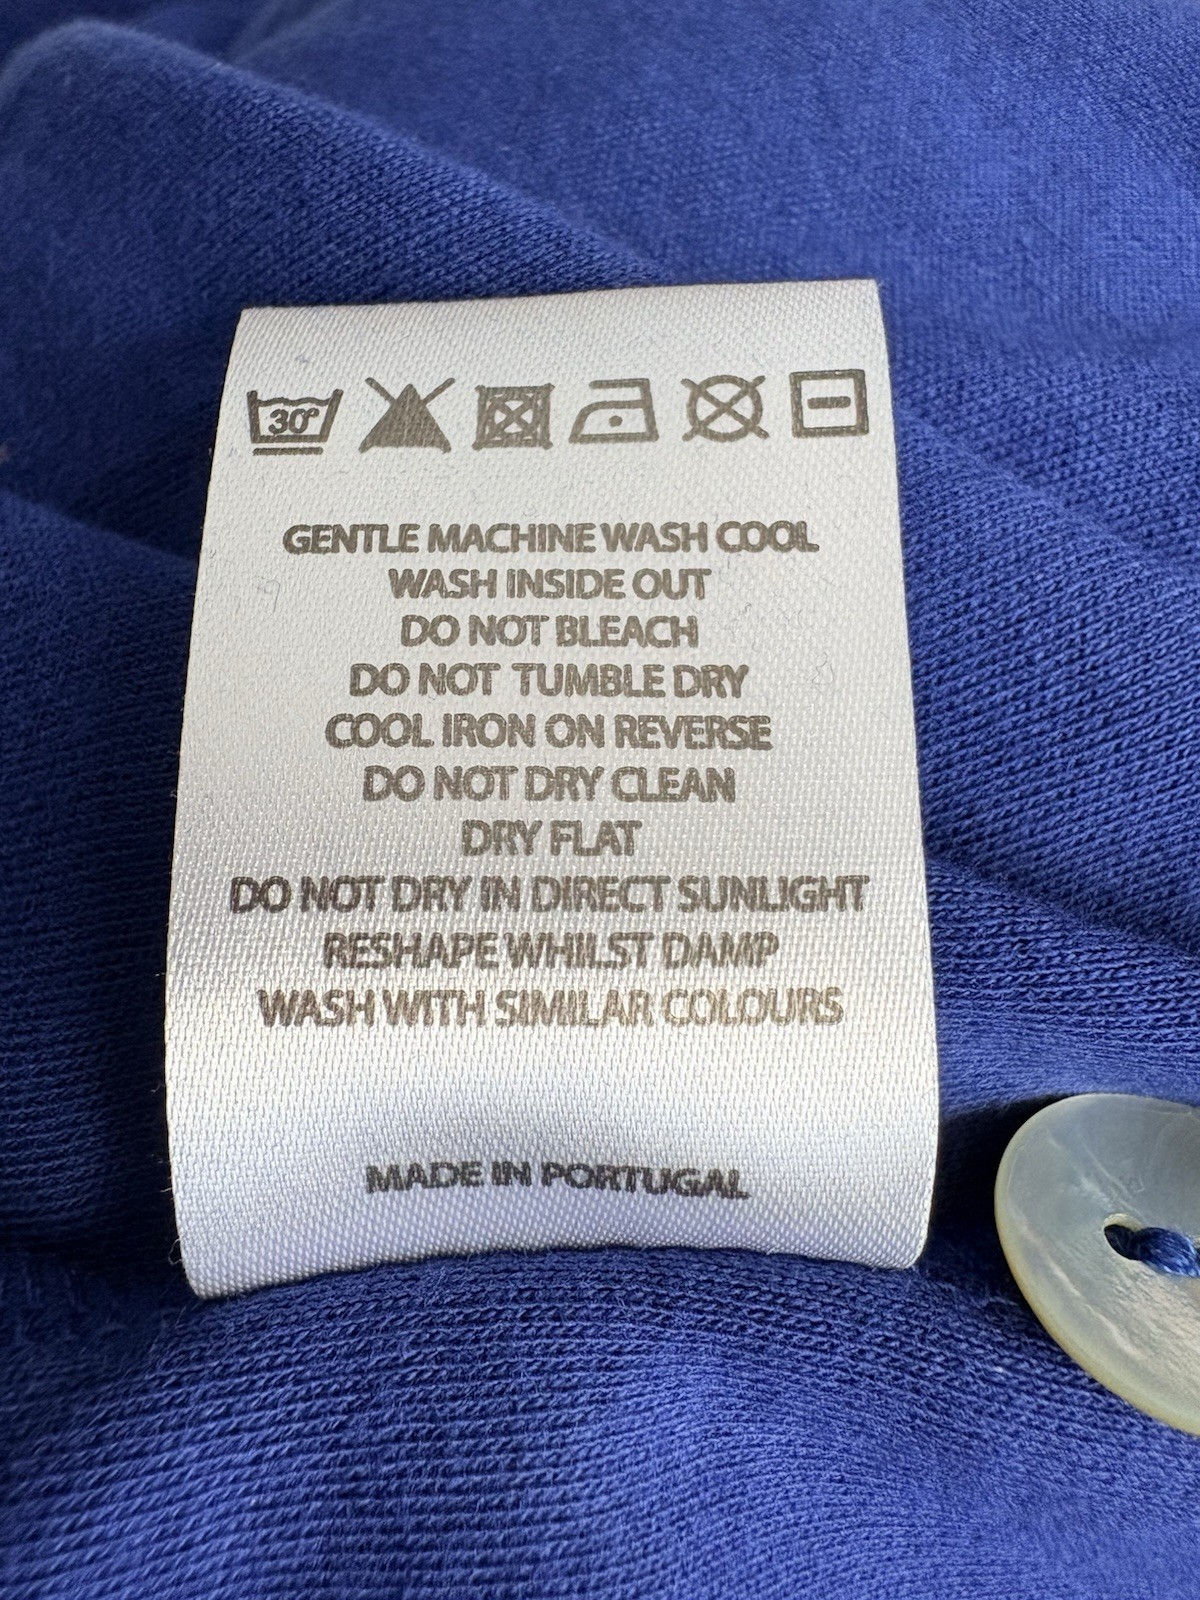 30°
GENTLE MACHINE WASH COOL
WASH INSIDE OUT
DO NOT BLEACH
DO NOT TUMBLE DRY
COOL IRON ON REVERSE
DO NOT DRY CLEAN
DRY FLAT
DO NOT DRY IN DIRECT SUNLIGHT
RESHAPE WHILST DAMP
WASH WITH SIMILAR COLOURS
MADE IN PORTUGAL